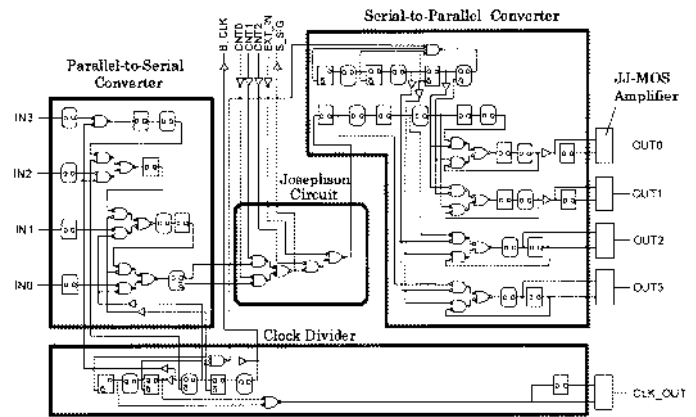 Serial-to-Parallel Converter
B_CLK
CNT0
CNT1
CNT2
EXT_IN
S_SIG
Parallel-to-Serial
Converter
JJ-MOS
Amplifier
IN3
IN2
IN1
IN0
Josephson
Circuit
OUT0
OUT1
OUT2
OUT3
Clock Divider
CLK_OUT